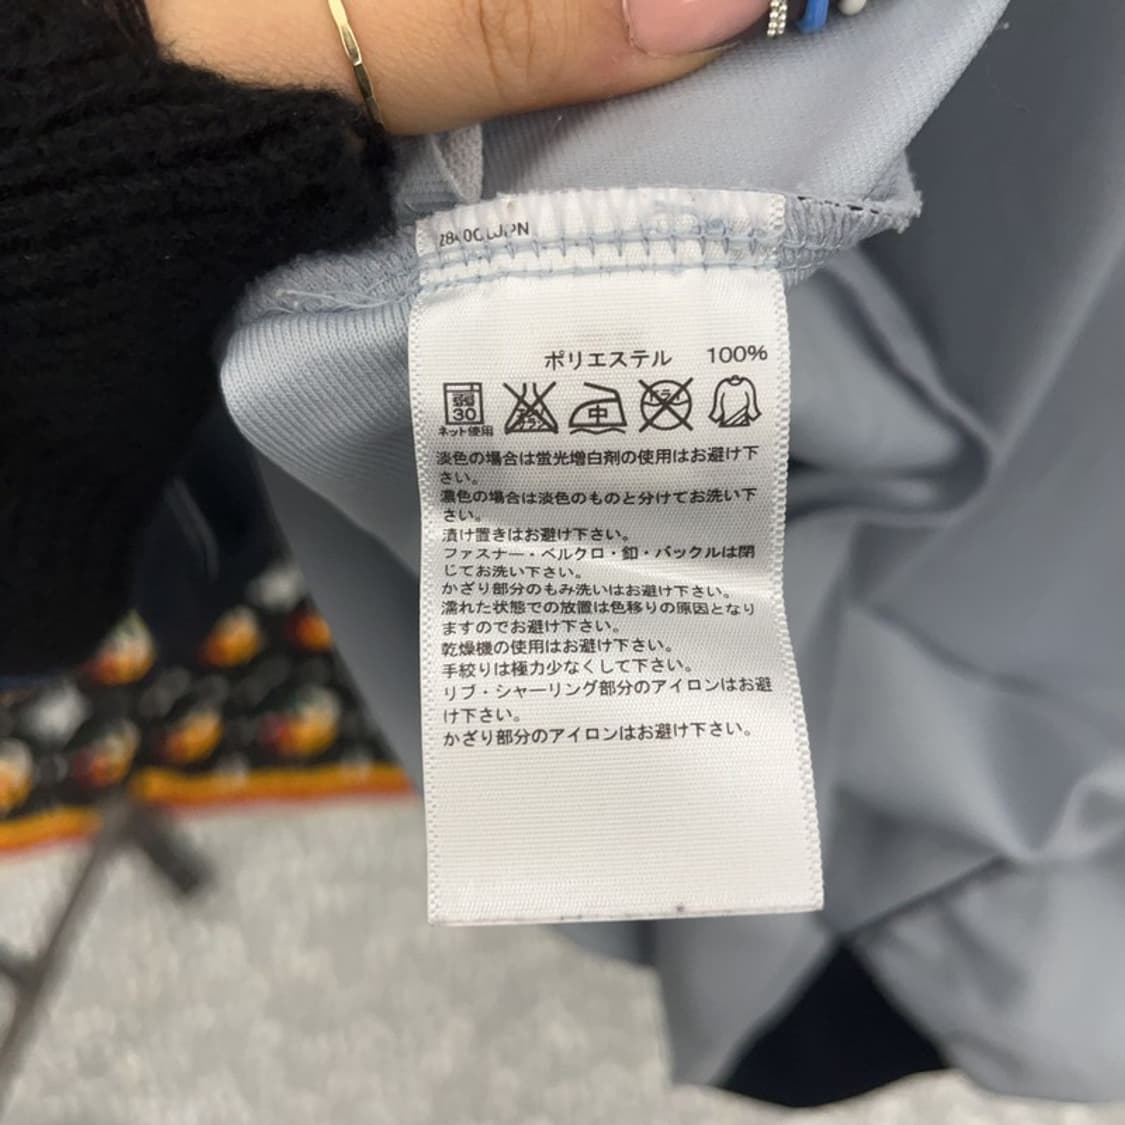 ポリエステル 100%
弱
30
中
ネット使用
淡色の場合は蛍光増白剤の使用はお避け下
さい。
濃色の場合は淡色のものと分けてお洗い下
さい。
漬け置きはお避け下さい。
ファスナー・ベルクロ・釦・バックルは閉
じてお洗い下さい。
かざり部分のもみ洗いはお避け下さい。
濡れた状態での放置は色移りの原因となり
ますのでお避け下さい。
乾燥機の使用はお避け下さい。
手絞りは極力少なくして下さい。
リブ・シャーリング部分のアイロンはお避
け下さい。
かざり部分のアイロンはお避け下さい。